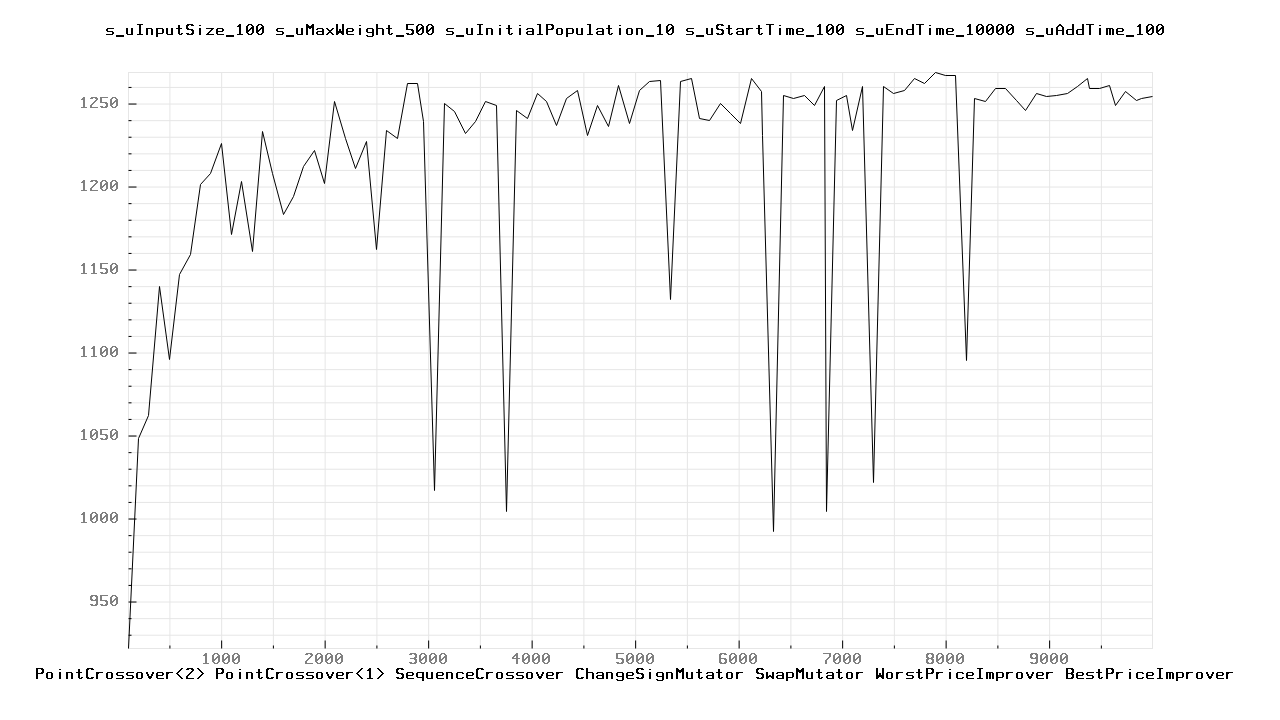 s_uInputSize_100 s_uMaxWeight_500 s_uInitialPopulation_10 s_uStartTime_100 s_uEndTime_10000 s_uAddTime_100
1250
1200
1150
1100
1050
1000
950
1000 2000 3000 4000 5000 6000 7000 8000 9000
PointCrossover<2> PointCrossover<1> SequenceCrossover ChangeSignMutator SwapMutator WorstPriceImprover BestPriceImprover